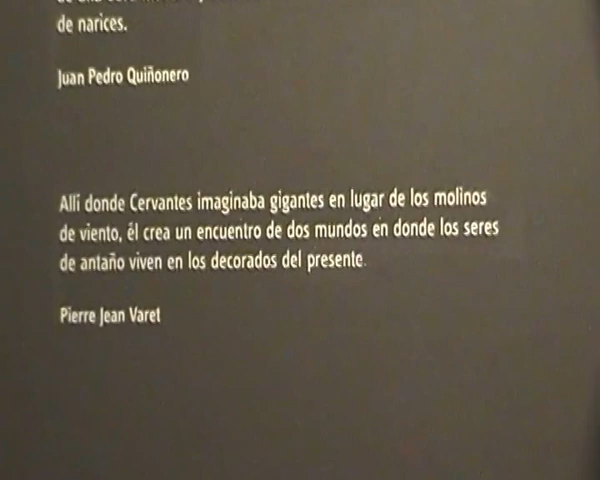 de narices.
Juan Pedro Quiñonero
Allí donde Cervantes imaginaba gigantes en lugar de los molinos
de viento, él crea un encuentro de dos mundos en donde los seres
de antaño viven en los decorados del presente.
Pierre Jean Varet